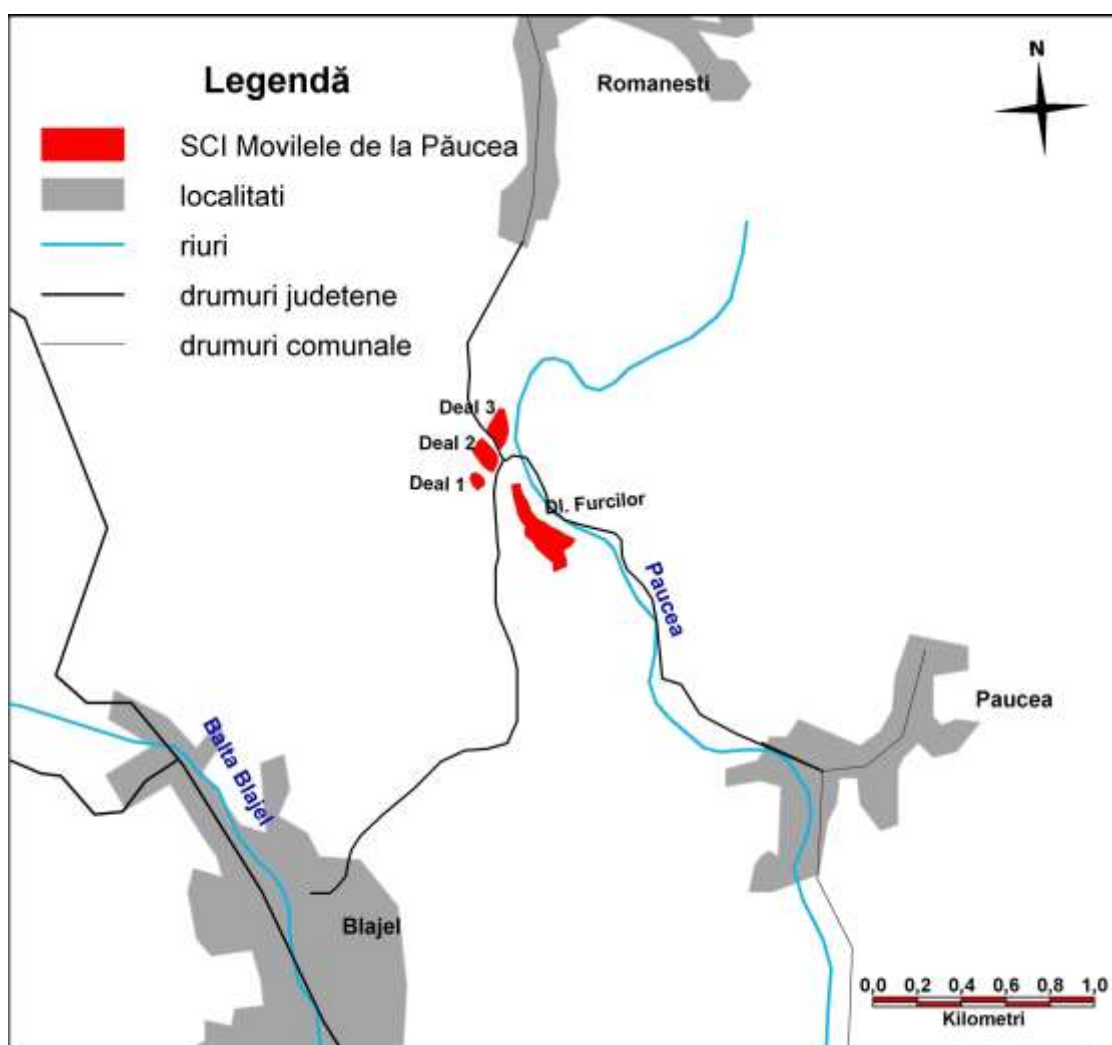 Legendă
SCI Movilele de la Păucea
localitati
riuri
drumuri judetene
drumuri comunale
Romanesti
N
Deal 3
Deal 2
Deal 1
Dl. Furcilor
Paucea
Paucea
Balta Blajel
Blajel
0,0 0,2 0,4 0,6 0,8 1,0
Kilometri